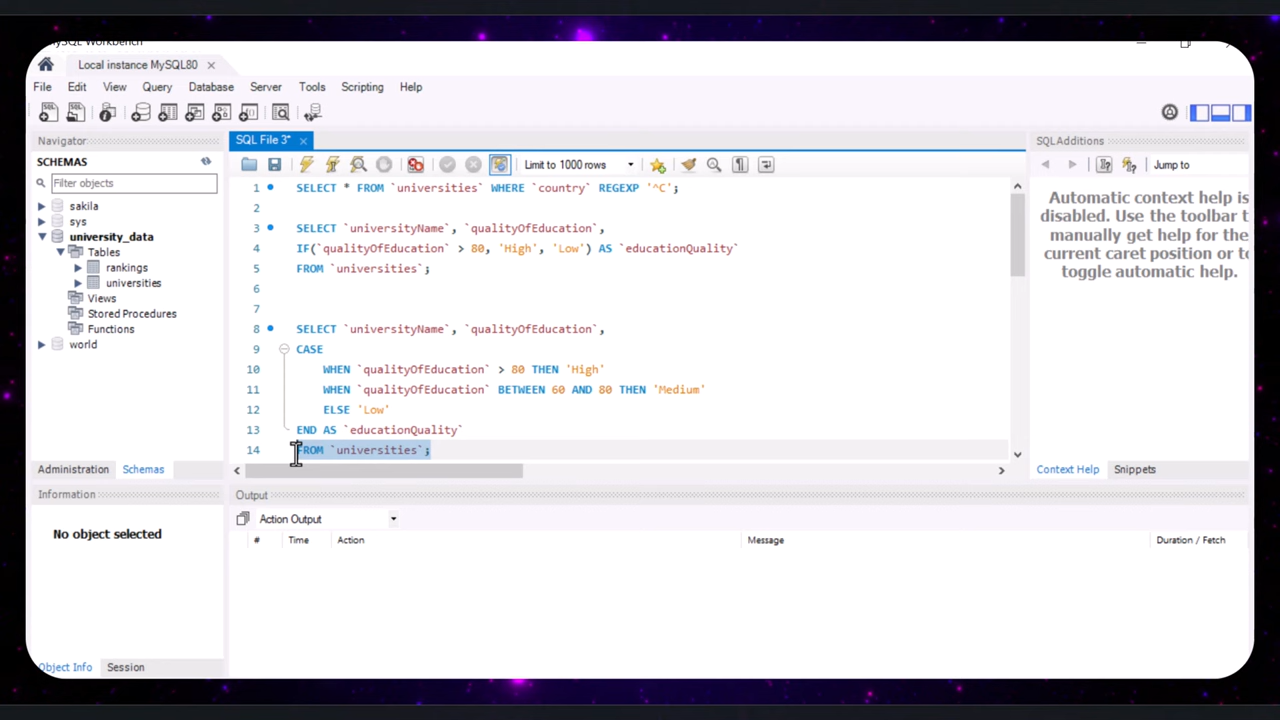 MySQL Workbench
Local instance MySQL80
File Edit View Query Database Server Tools Scripting Help
Navigator
SCHEMAS
Filter objects
sakila
sys
university_data
Tables
rankings
universities
Views
Stored Procedures
Functions
world
Administration Schemas
Information
No object selected
Object Info Session
SQL File 3*
Limit to 1000 rows
1 SELECT * FROM `universities` WHERE `country` REGEXP '^C';
2
3 SELECT `universityName`, `qualityOfEducation`,
4 IF(`qualityOfEducation` > 80, 'High', 'Low') AS `educationQuality`
5 FROM `universities`;
6
7
8 SELECT `universityName`, `qualityOfEducation`,
9 CASE
10 WHEN `qualityOfEducation` > 80 THEN 'High'
11 WHEN `qualityOfEducation` BETWEEN 60 AND 80 THEN 'Medium'
12 ELSE 'Low'
13 END AS `educationQuality`
14 FROM `universities`;
SQLAdditions
Jump to
Automatic context help is
disabled. Use the toolbar t
manually get help for the
current caret position or to
toggle automatic help.
Context Help Snippets
Output
Action Output
# Time Action Message Duration / Fetch